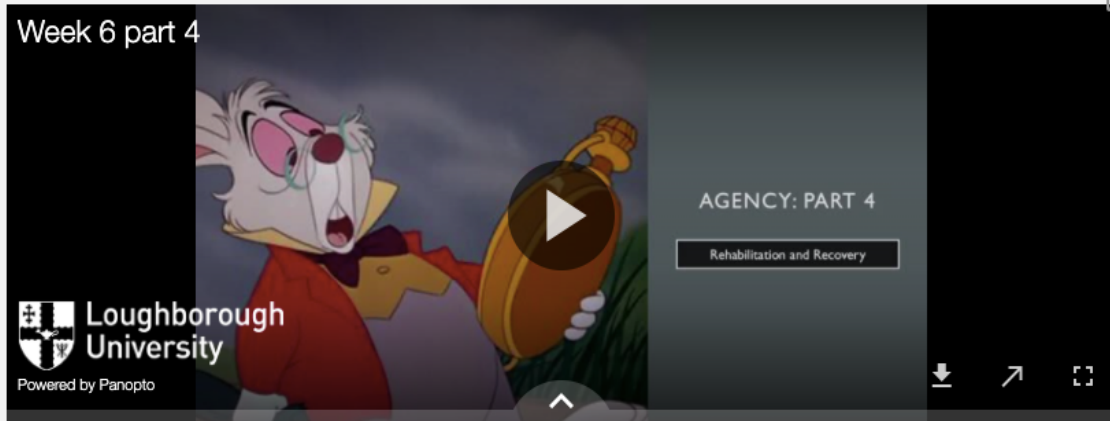 Week 6 part 4
AGENCY: PART 4
Rehabilitation and Recovery
Loughborough
University
Powered by Panopto